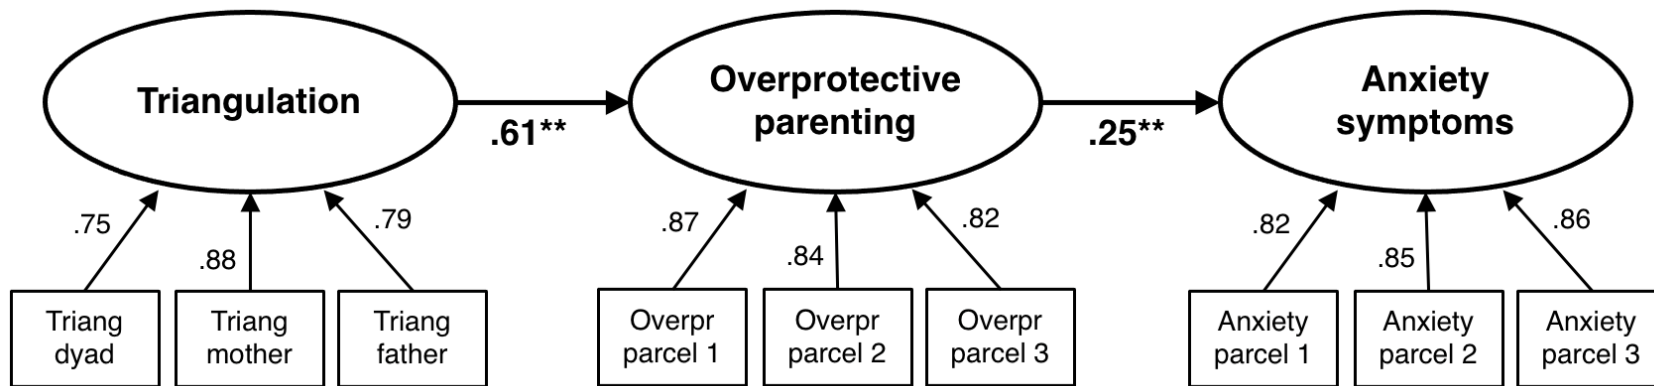 Triangulation
Overprotective
parenting
Anxiety
symptoms
.61**
.25**
.75
.88
.79
.87
.84
.82
.82
.85
.86
Triang
dyad
Triang
mother
Triang
father
Overpr
parcel 1
Overpr
parcel 2
Overpr
parcel 3
Anxiety
parcel 1
Anxiety
parcel 2
Anxiety
parcel 3